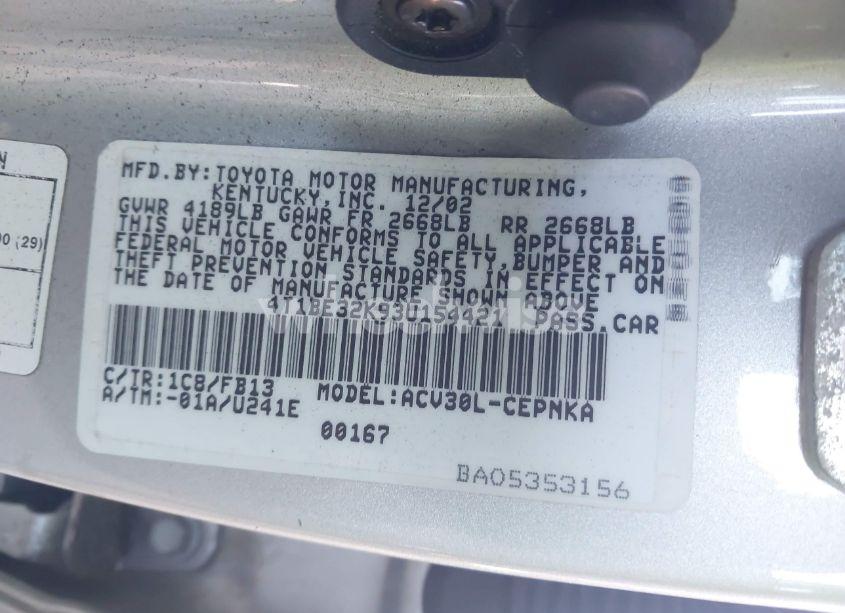 N
00 (29)
MFD.BY:TOYOTA MOTOR MANUFACTURING,
KENTUCKY,INC. 12/02
GVWR 4189LB GAWR FR 2668LB RR 2668LB
THIS VEHICLE CONFORMS TO ALL APPLICABLE
FEDERAL MOTOR VEHICLE SAFETY,BUMPER AND
THEFT PREVENTION STANDARDS IN EFFECT ON
THE DATE OF MANUFACTURE SHOWN ABOVE
4T1BE32K93U154421 PASS.CAR
C/TR:1C8/FB13 MODEL:ACV30L-CEPNKA
A/TM:-01A/U241E
00167
BA05353156